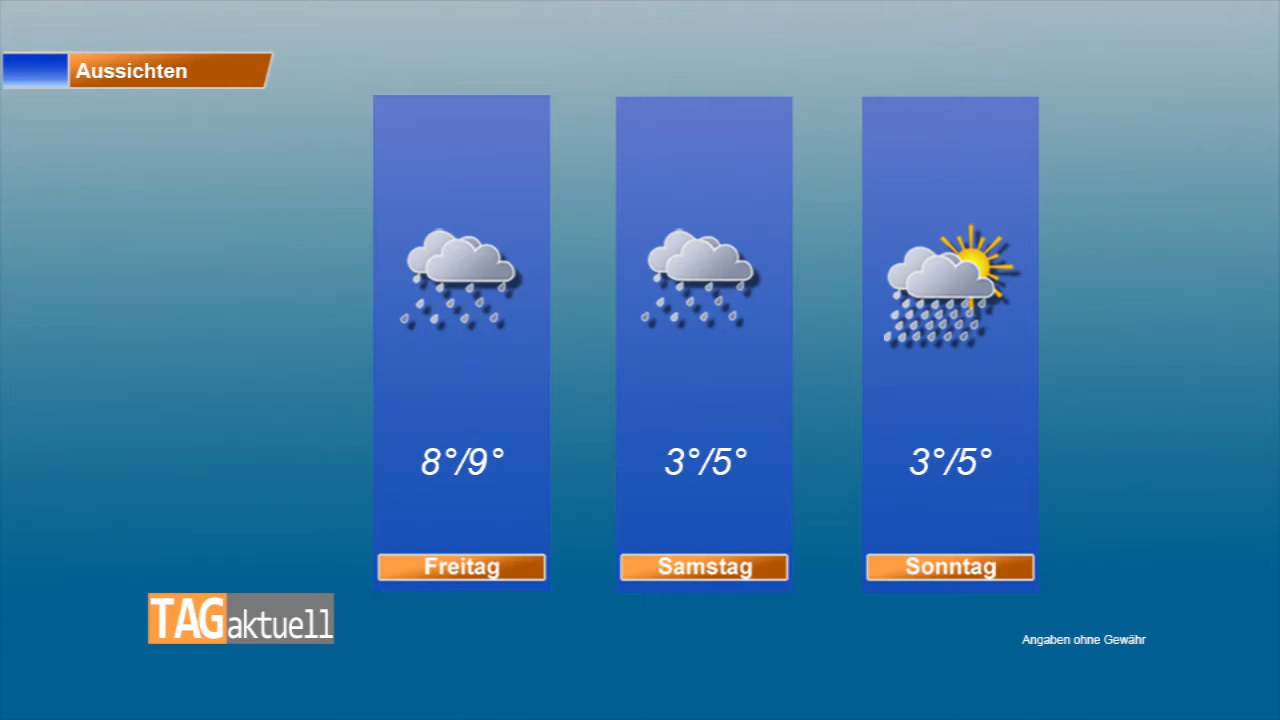 Aussichten
8°/9°
3°/5°
3°/5°
Freitag
Samstag
Sonntag
TAGaktuell
Angaben ohne Gewähr